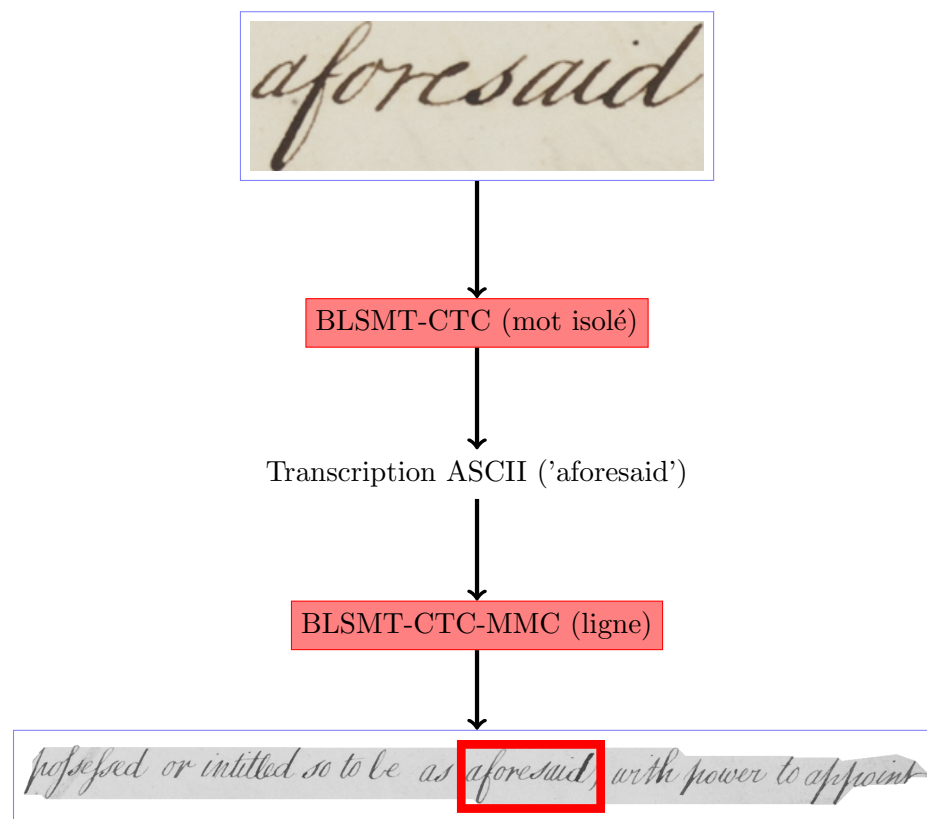 aforesaid
BLSMT-CTC (mot isolé)
Transcription ASCII ('aforesaid')
BLSMT-CTC-MMC (ligne)
poſseſsed or intitled so to be as aforesaid, with power to appoint